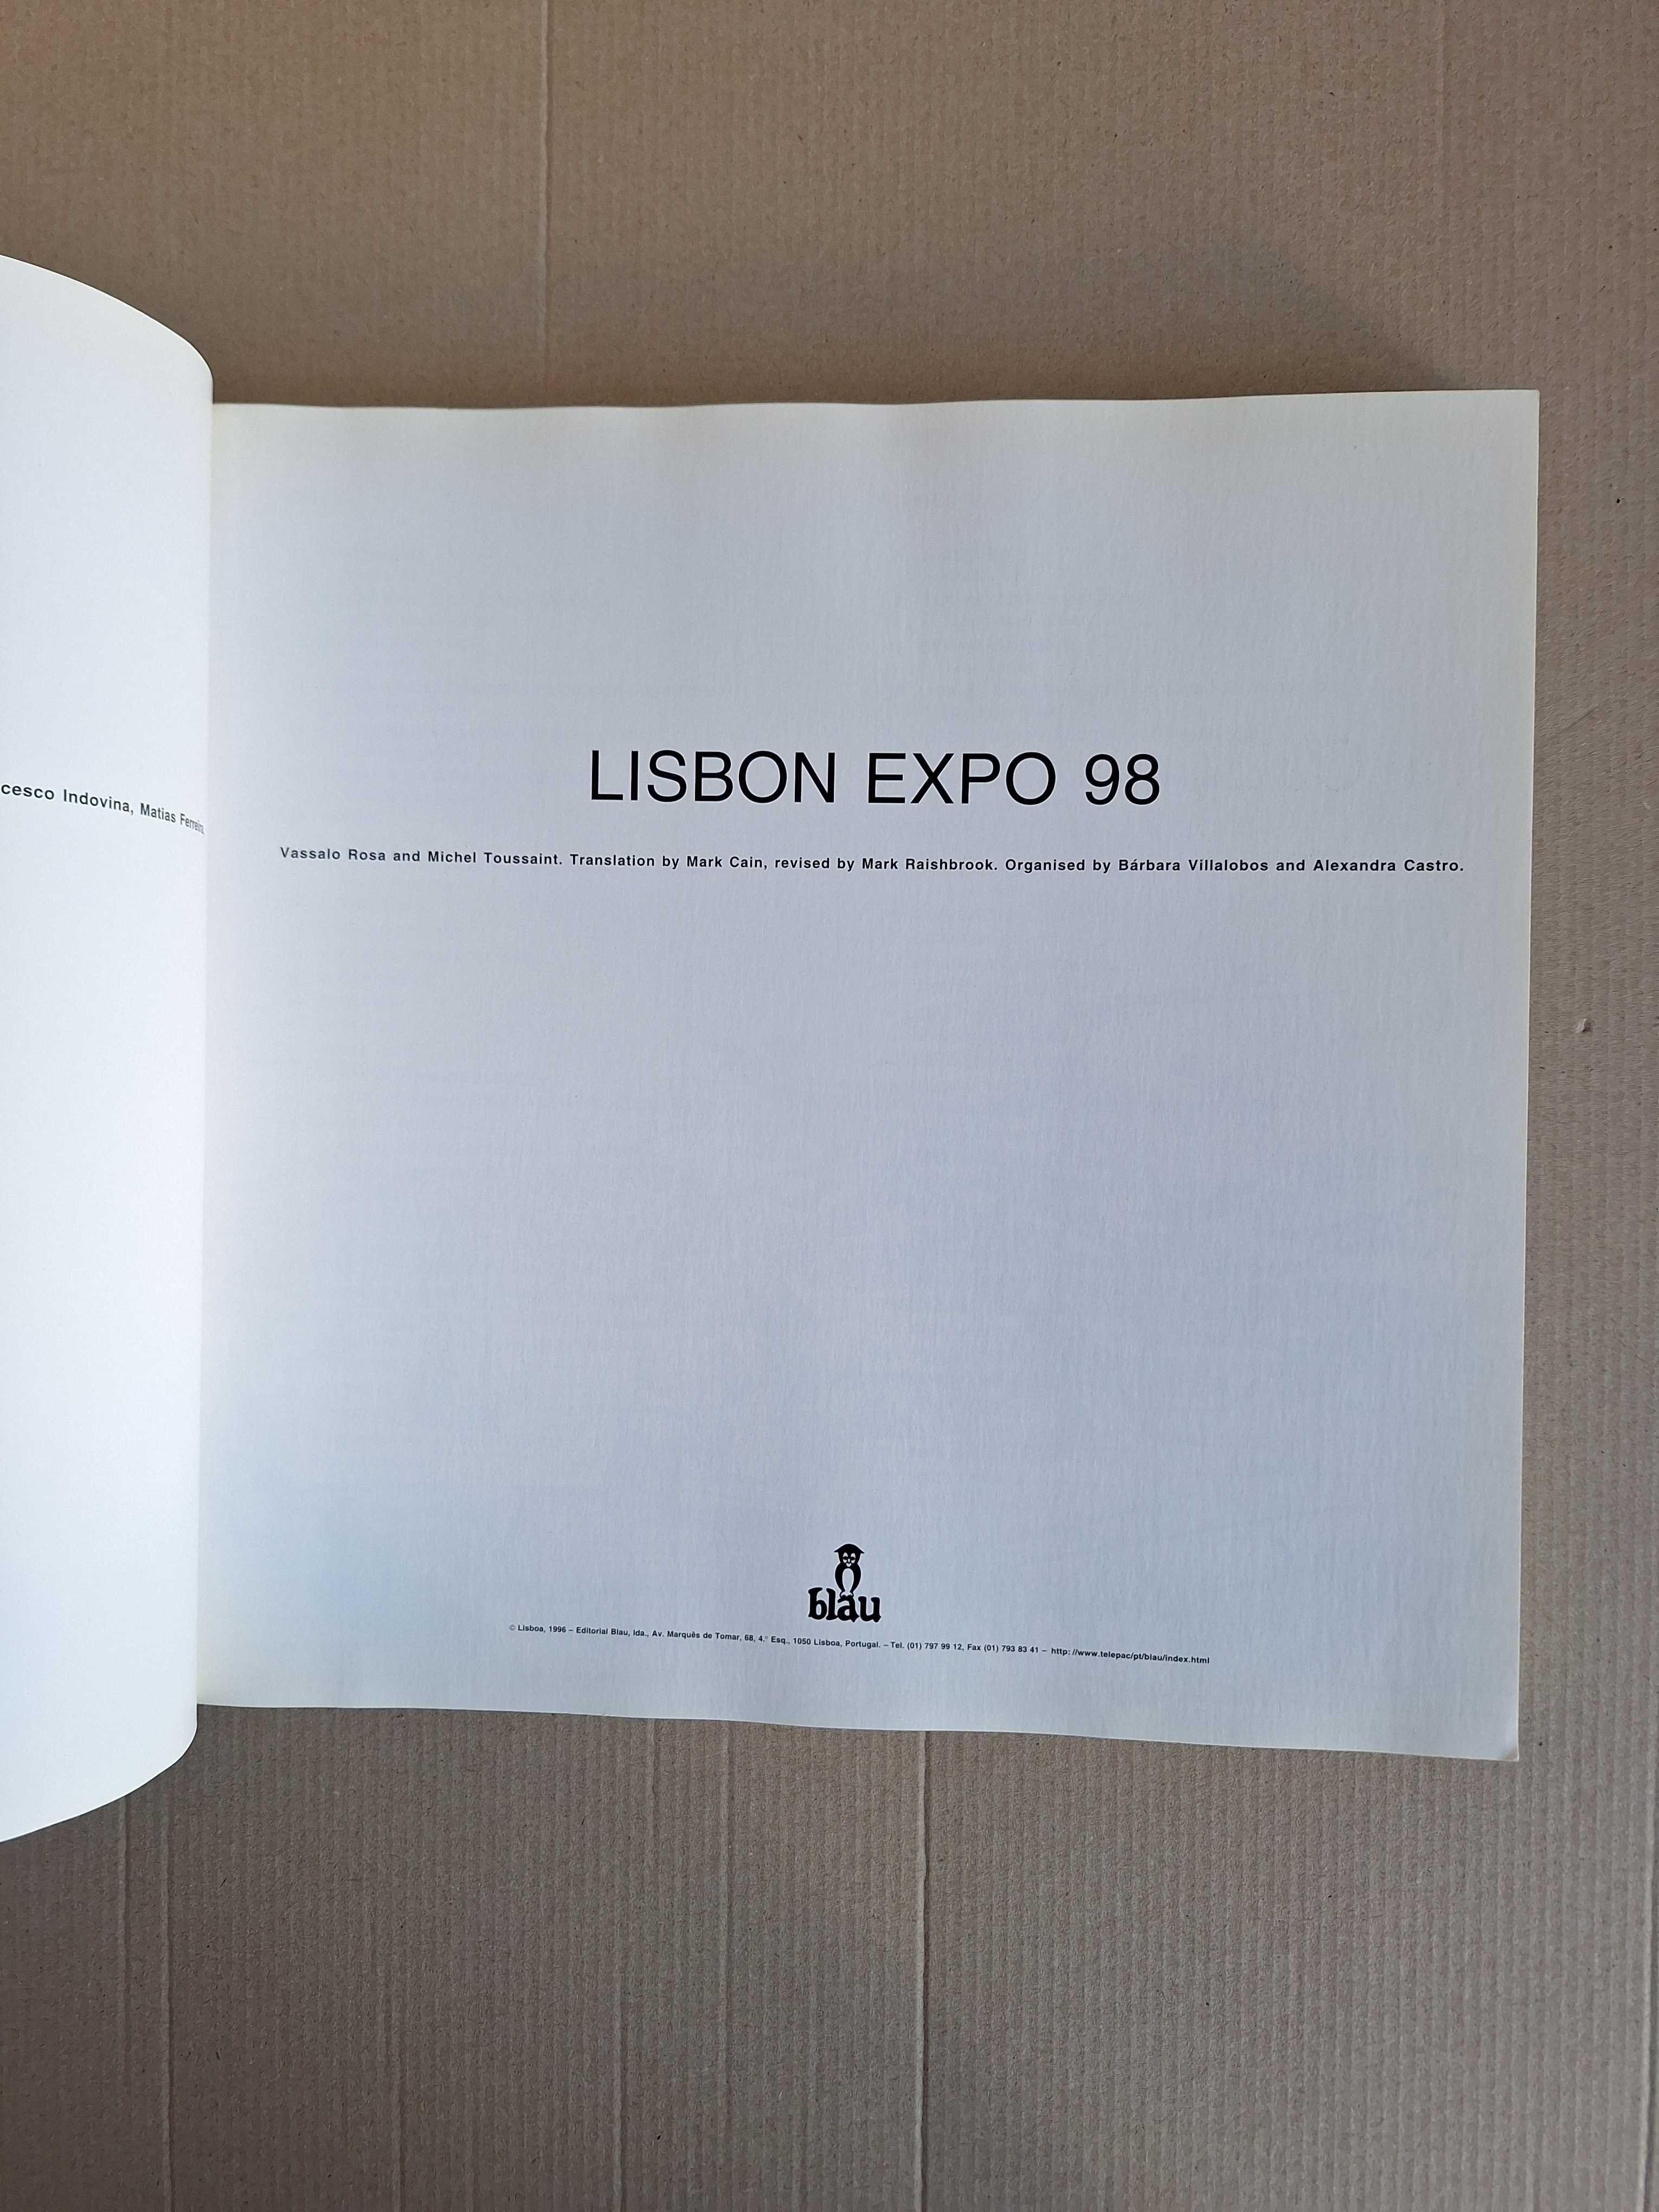 cesco Indovina, Matias Ferreira,
LISBON EXPO 98
Vassalo Rosa and Michel Toussaint. Translation by Mark Cain, revised by Mark Raishbrook. Organised by Bárbara Villalobos and Alexandra Castro.
blau
© Lisboa, 1996 – Editorial Blau, lda., Av. Marquês de Tomar, 68, 4.° Esq., 1050 Lisboa, Portugal. – Tel. (01) 797 99 12, Fax (01) 793 83 41 – http://www.telepac/pt/blau/index.html